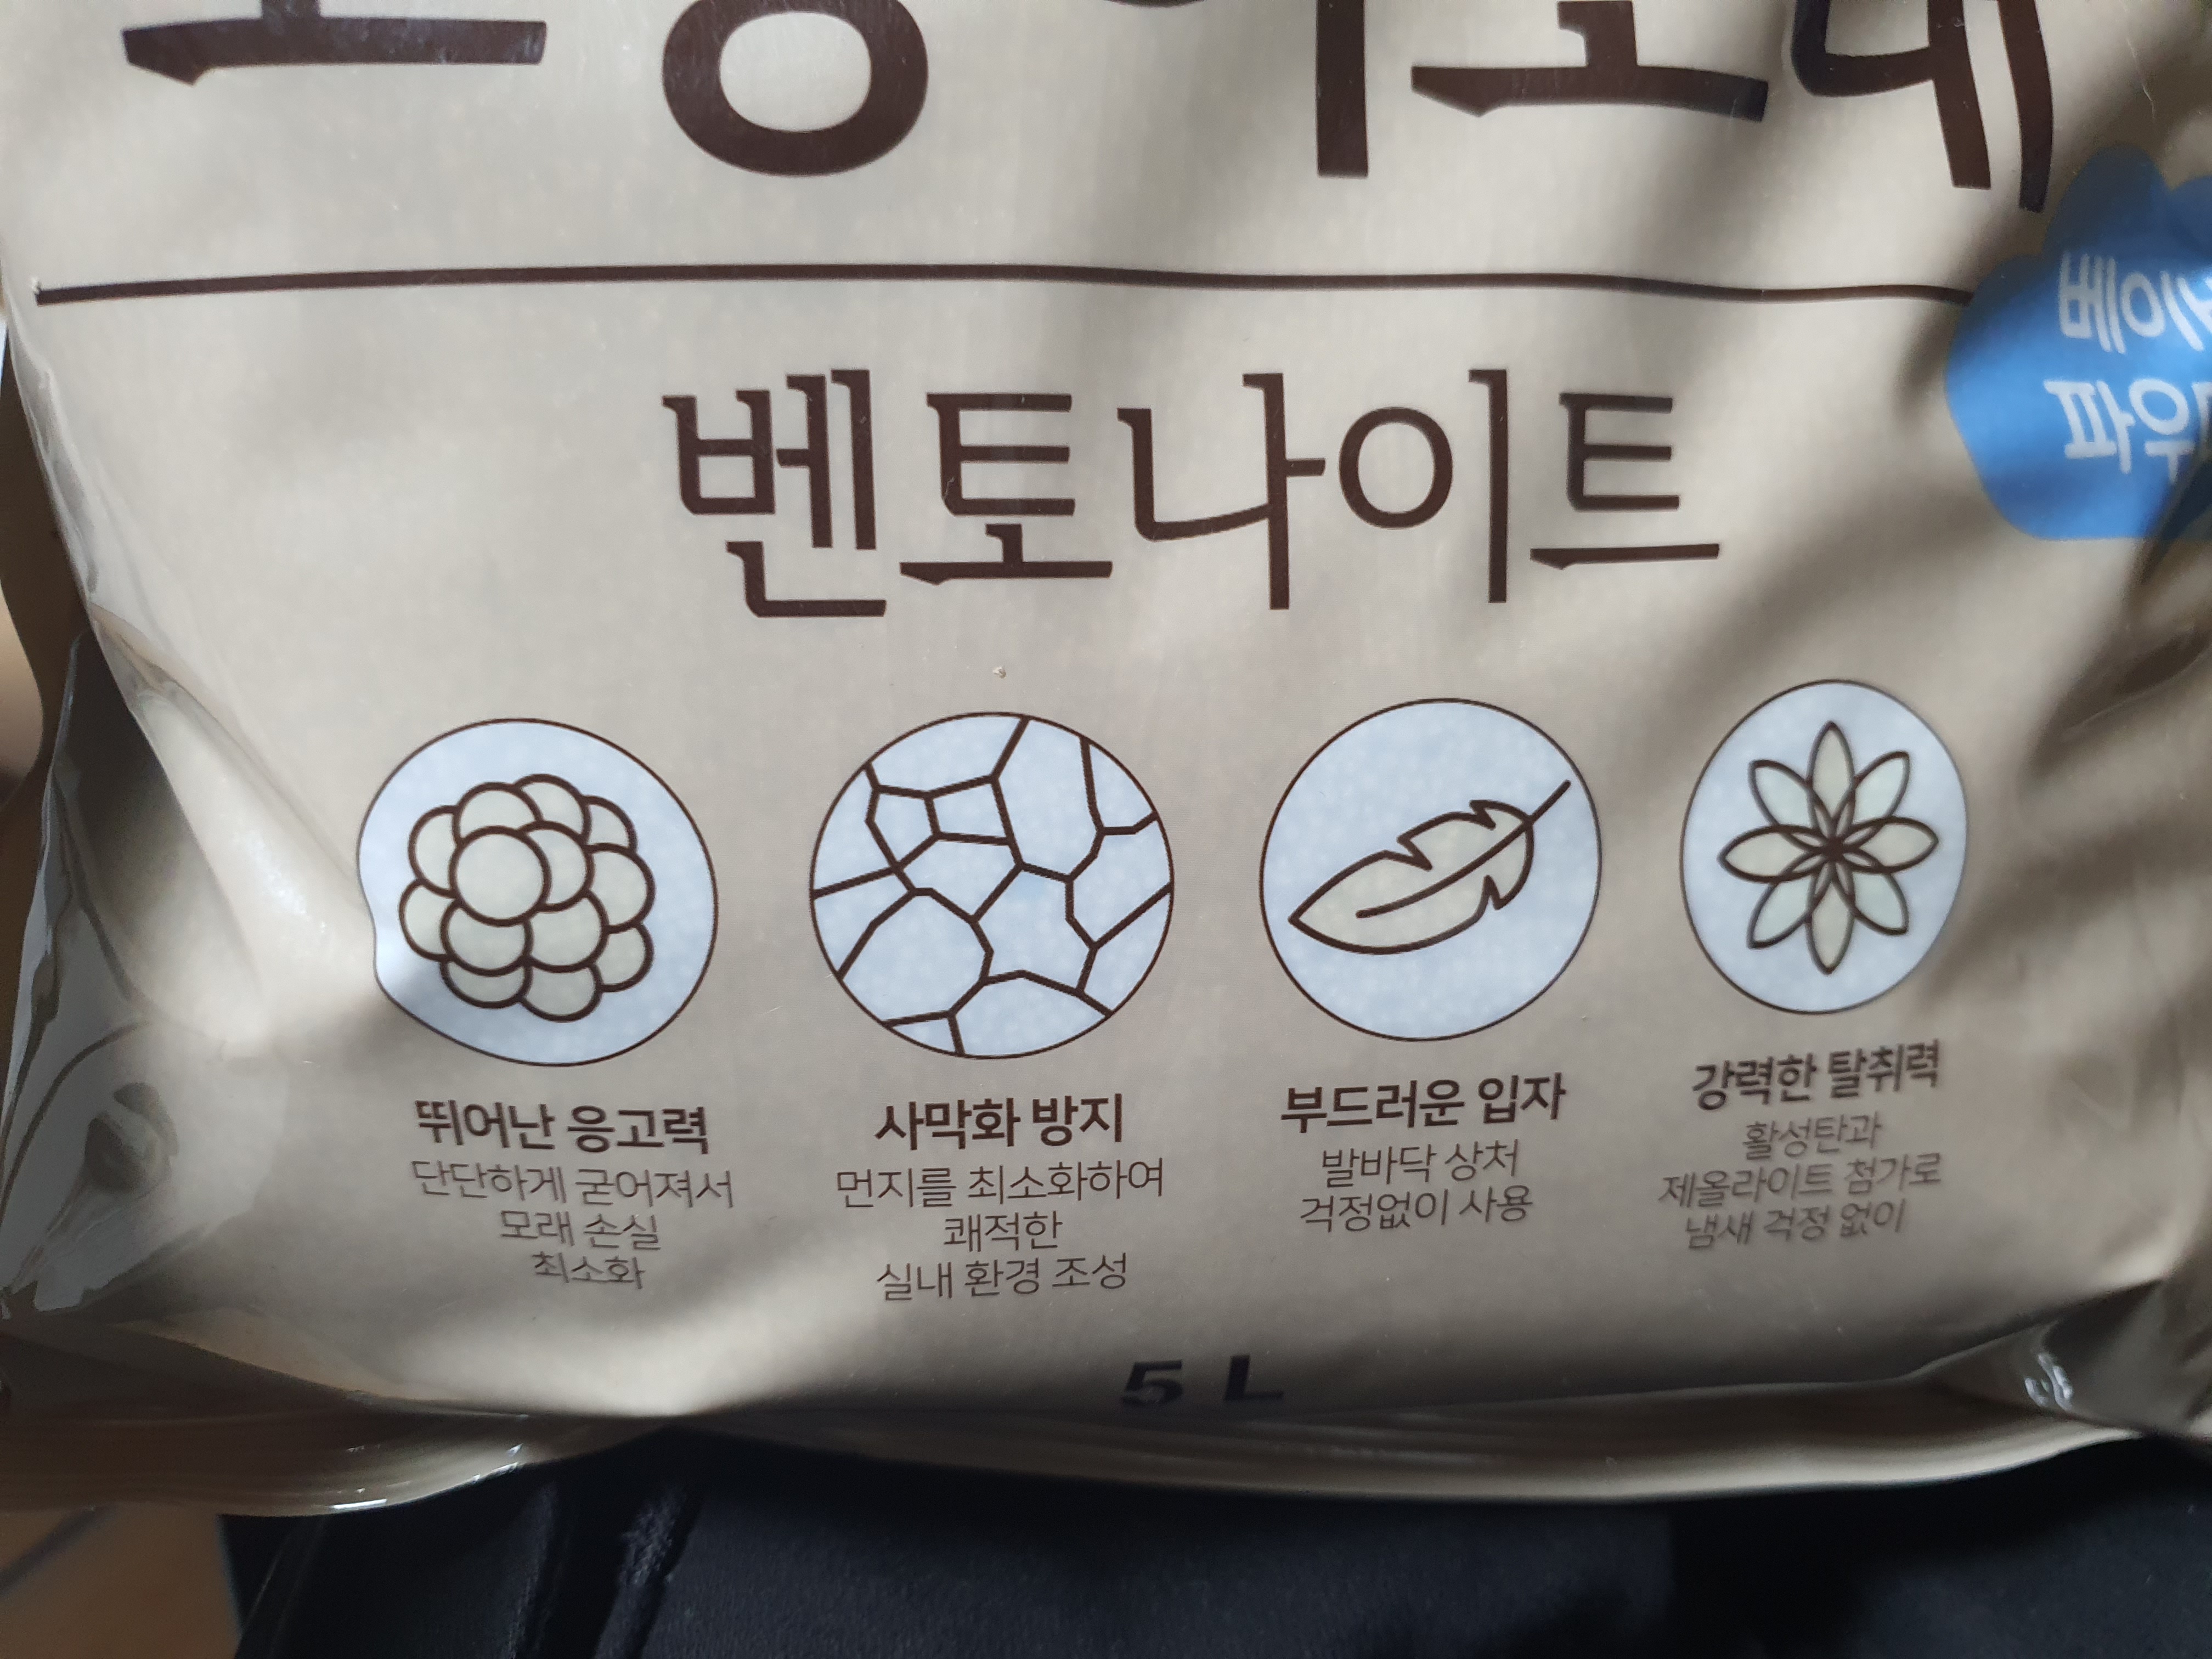 벤토나이트
뛰어난 응고력
단단하게 굳어져서
모래 손실
최소화
사막화 방지
먼지를 최소화하여
쾌적한
실내 환경 조성
부드러운 입자
발바닥 상처
걱정없이 사용
강력한 탈취력
활성탄과
제올라이트 첨가로
냄새 걱정 없이
5 L